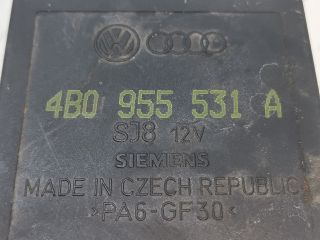 4B0 955 531 A
SJ8 12V
SIEMENS
MADE IN CZECH REPUBLIC
>PA6-GF30<